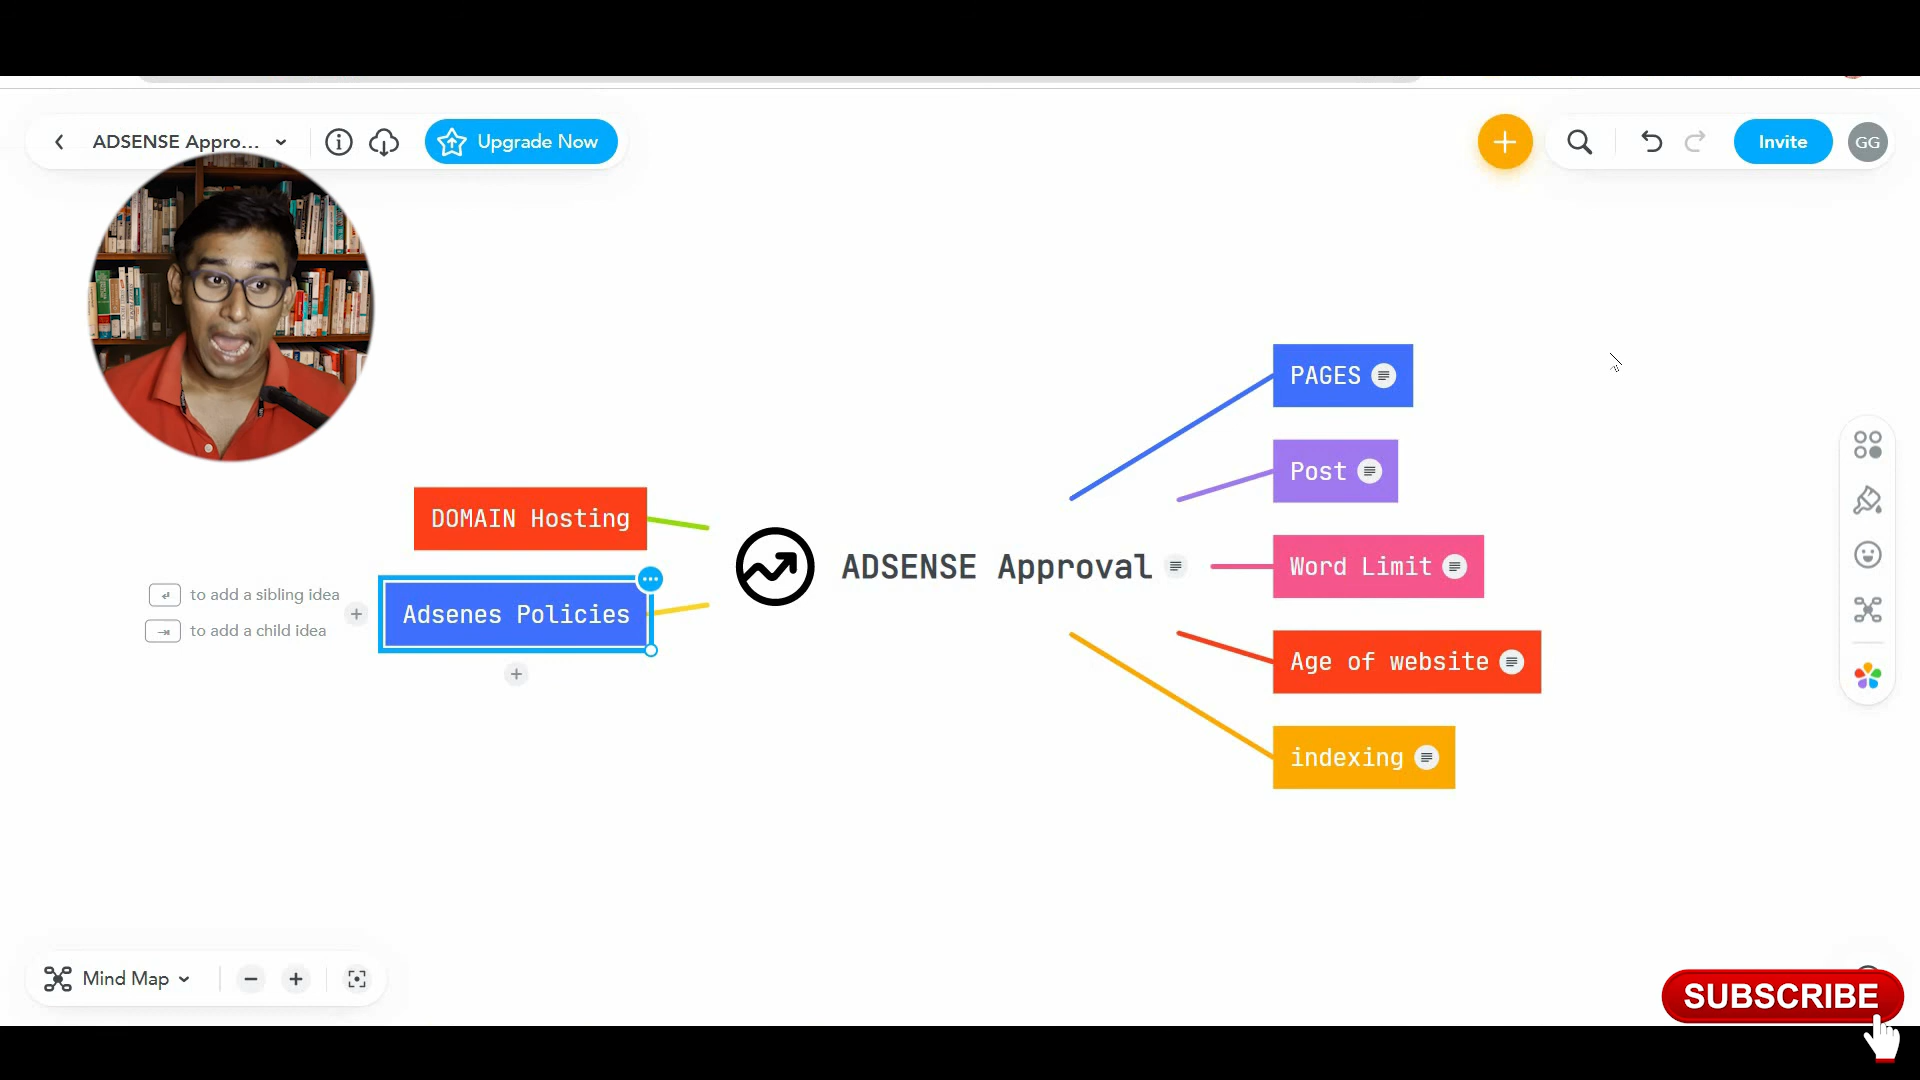 ADSENSE Appro...
Upgrade Now
Invite
GG
PAGES
Post
DOMAIN Hosting
ADSENSE Approval
Word Limit
to add a sibling idea
Adsenes Policies
to add a child idea
Age of website
indexing
Mind Map
SUBSCRIBE